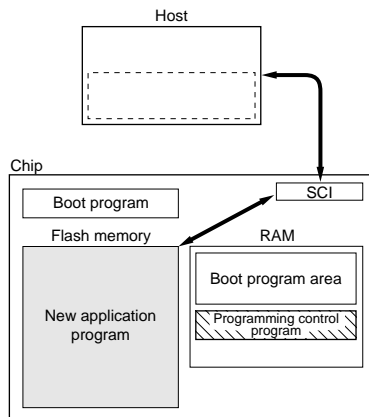 Host
Chip
SCI
Boot program
Flash memory
RAM
New application
program
Boot program area
Programming control
program